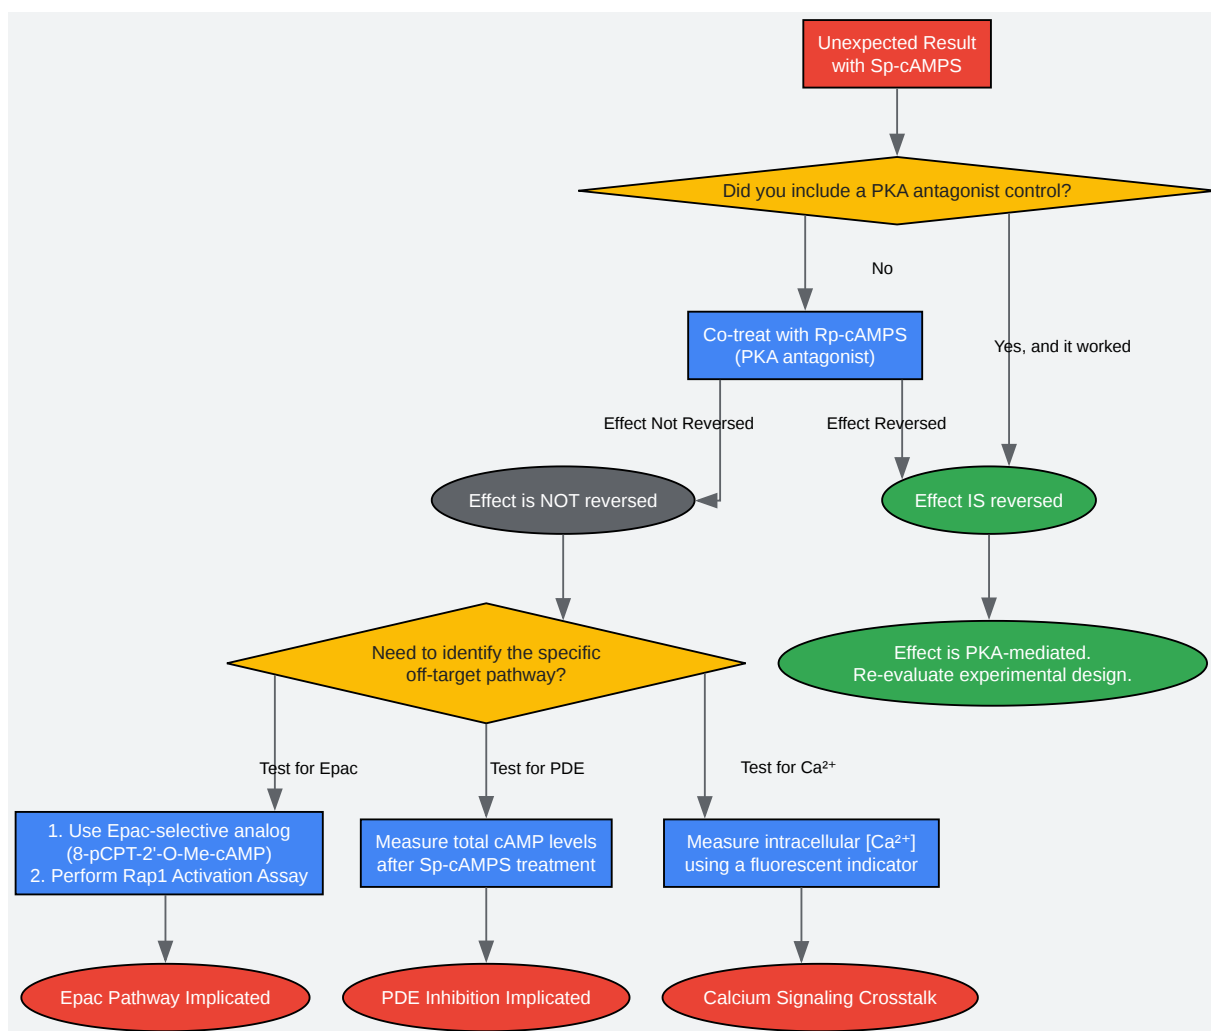 Unexpected Result
with Sp-cAMPS
Did you include a PKA antagonist control?
No
Co-treat with Rp-cAMPS
(PKA antagonist)
Yes, and it worked
Effect Not Reversed
Effect Reversed
Effect is NOT reversed
Effect IS reversed
Need to identify the specific
off-target pathway?
Effect is PKA-mediated.
Re-evaluate experimental design.
Test for Epac
Test for PDE
Test for Ca²⁺
1. Use Epac-selective analog
(8-pCPT-2'-O-Me-cAMP)
2. Perform Rap1 Activation Assay
Measure total cAMP levels
after Sp-cAMPS treatment
Measure intracellular [Ca²⁺]
using a fluorescent indicator
Epac Pathway Implicated
PDE Inhibition Implicated
Calcium Signaling Crosstalk